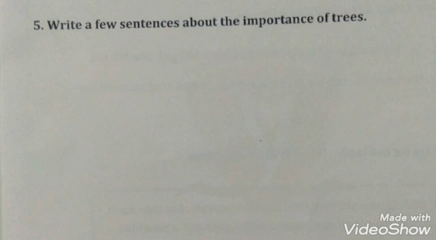 5. Write a few sentences about the importance of trees.
Made with
VideoShow